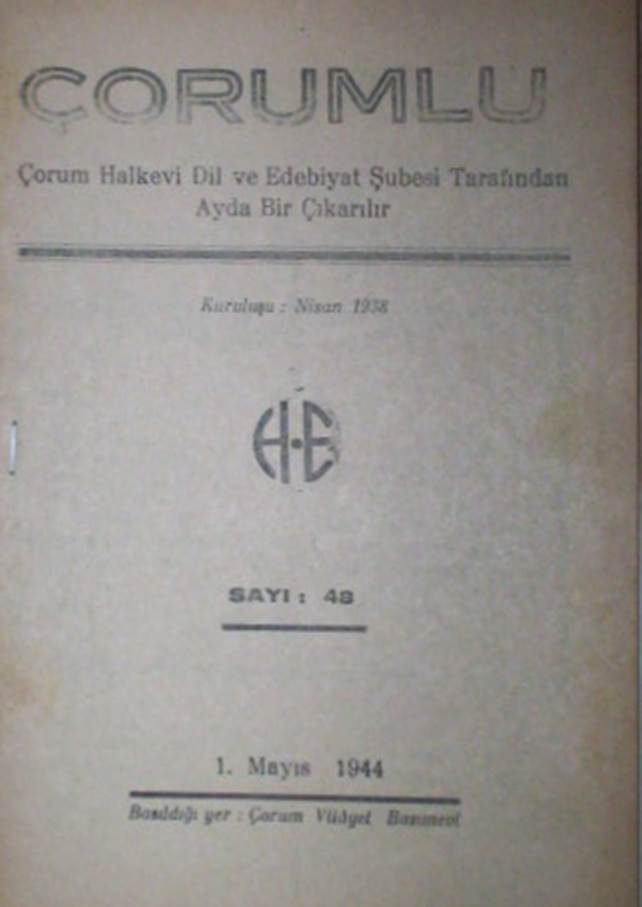 ÇORUMLU
Çorum Halkevi Dil ve Edebiyat Şubesi Tarafından
Ayda Bir Çıkarılır
Kuruluşu : Nisan 1938
H·E
SAYI : 48
1. Mayıs 1944
Basıldığı yer : Çorum Vilâyet Basımevi